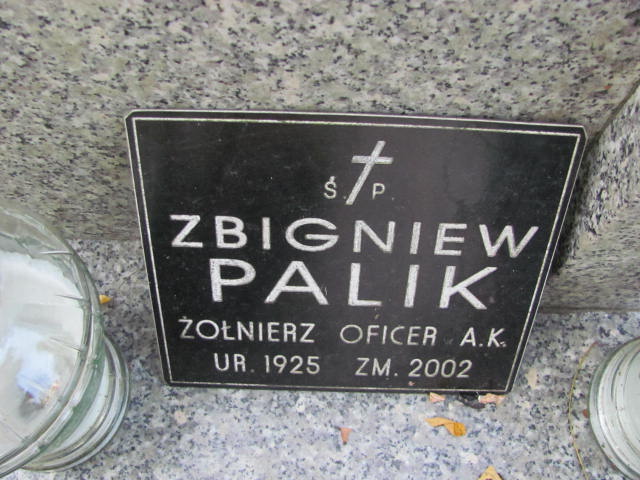 Ś. P.
ZBIGNIEW
PALIK
ŻOŁNIERZ OFICER A.K.
UR. 1925 ZM. 2002